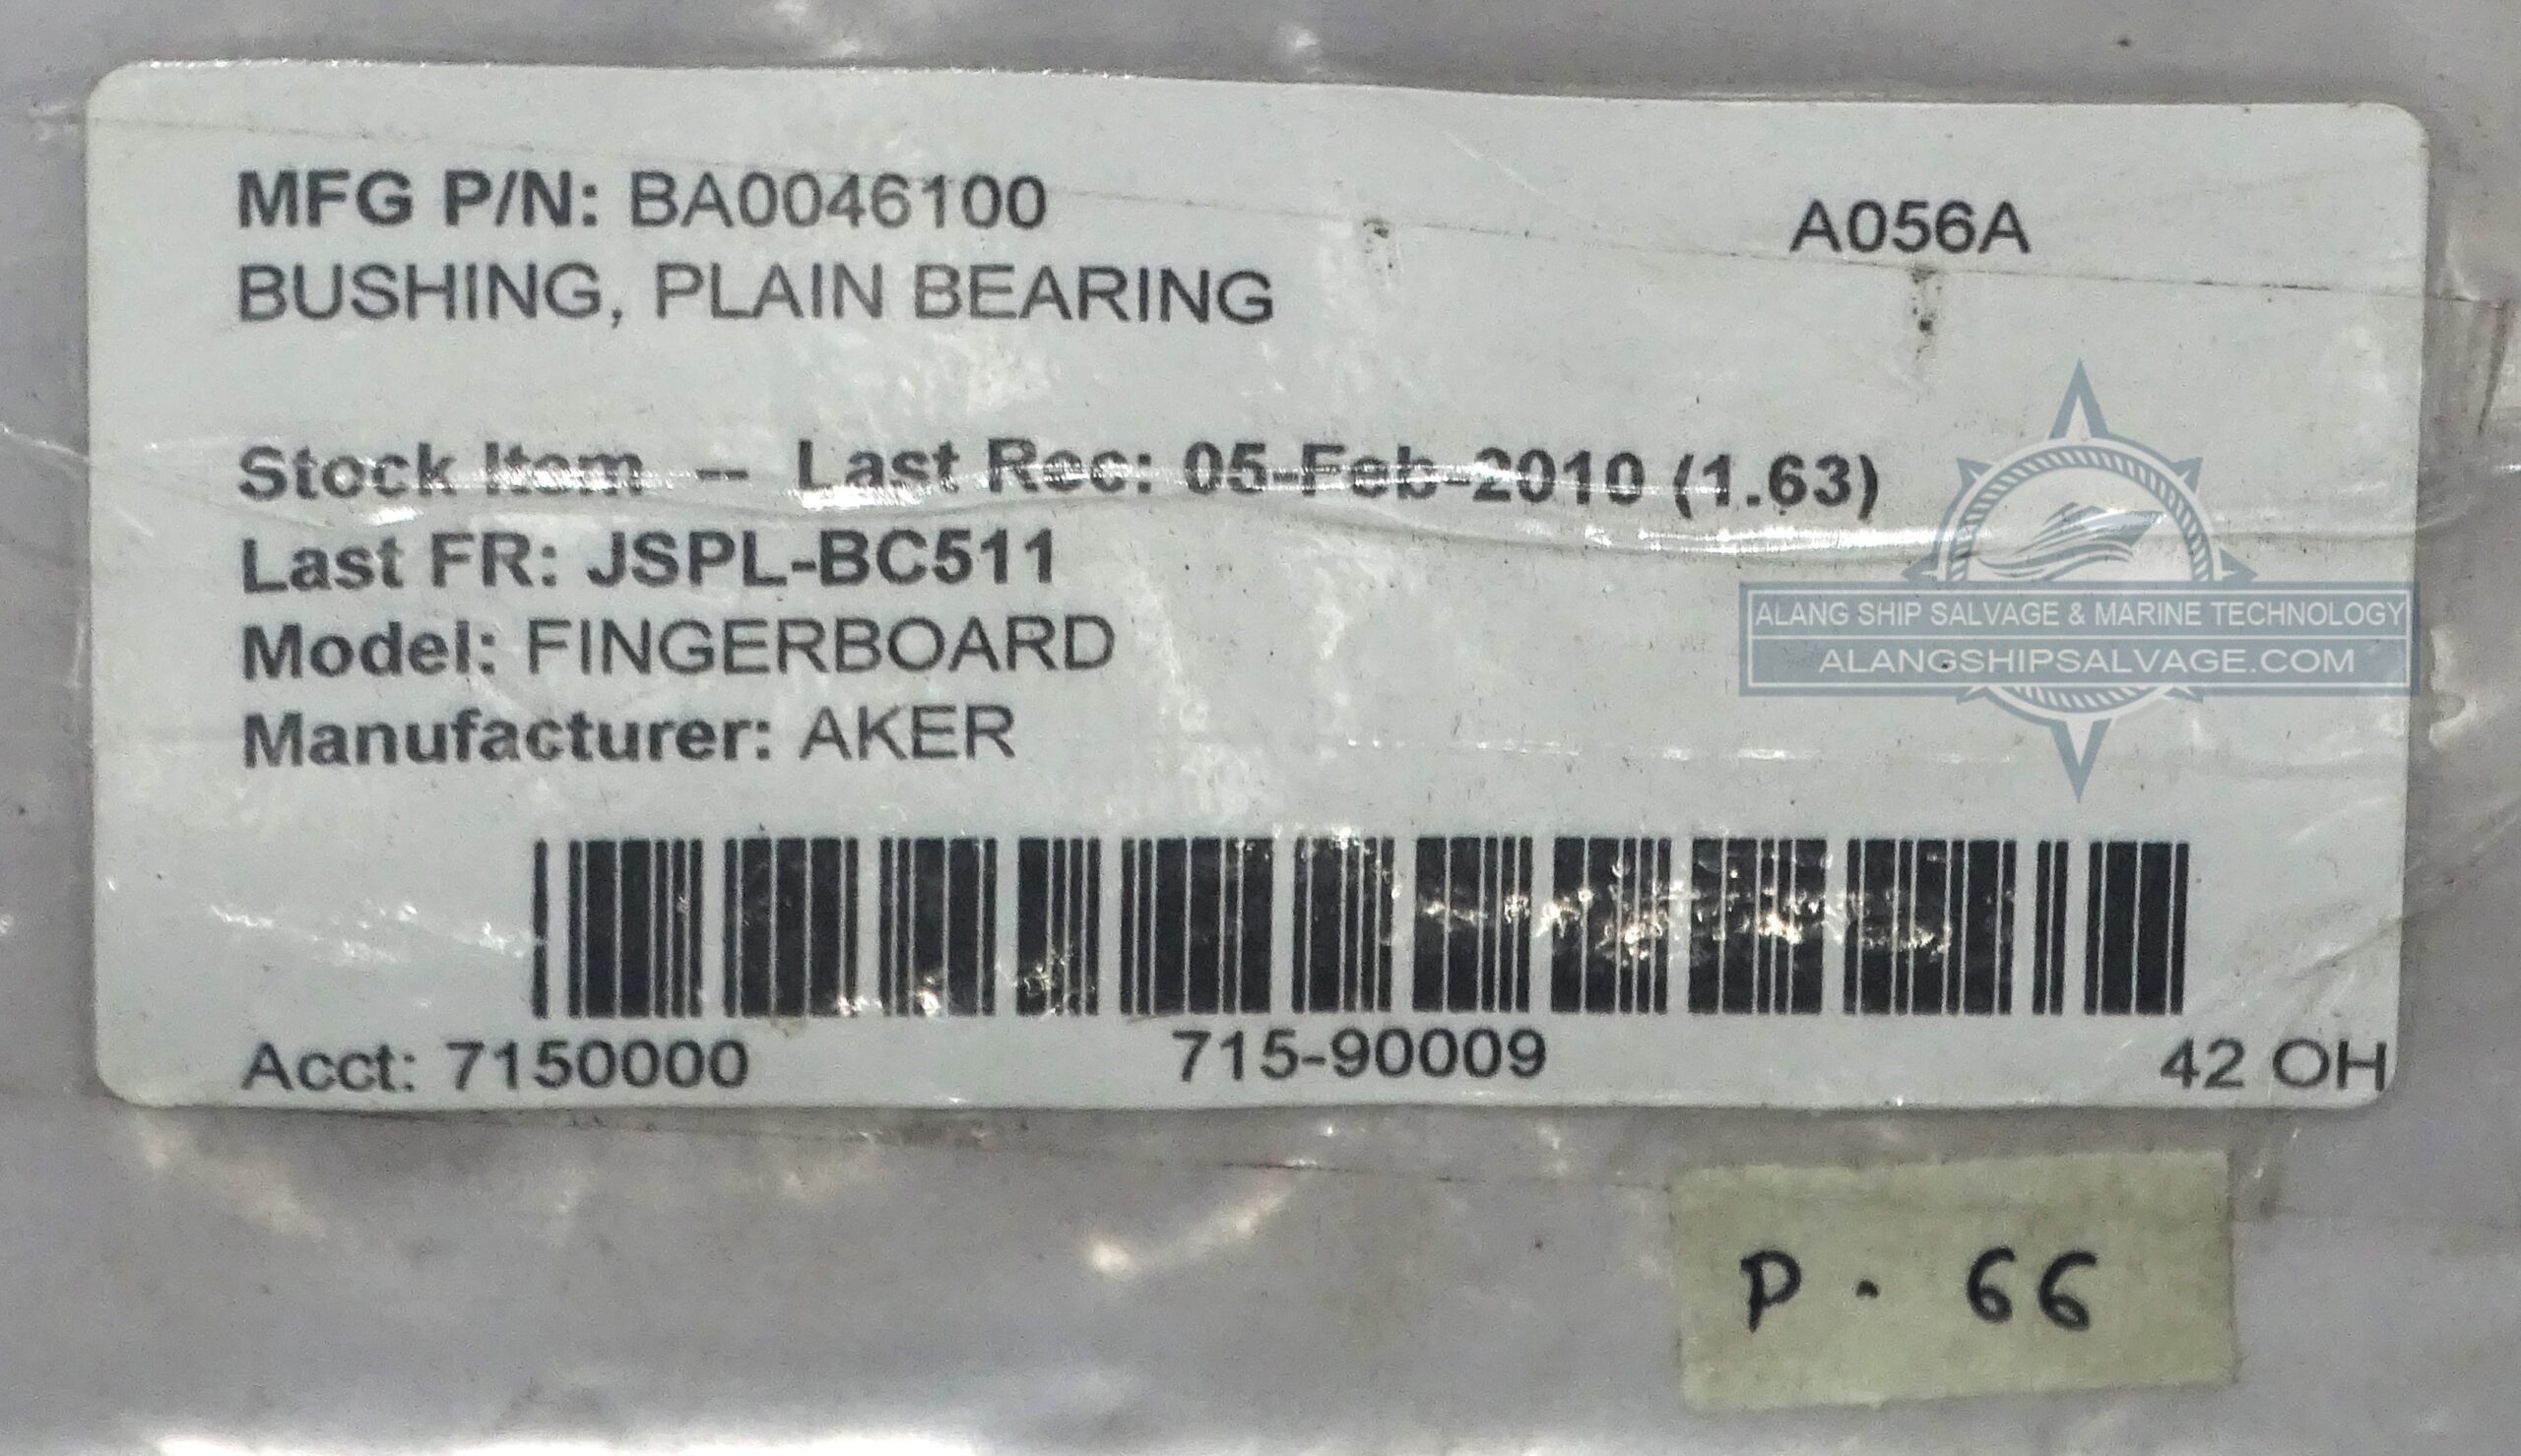 MFG P/N: BA0046100
A056A
BUSHING, PLAIN BEARING
Stock Item -- Last Rec: 05-Feb-2010 (1.63)
Last FR: JSPL-BC511
Model: FINGERBOARD
Manufacturer: AKER
ALANG SHIP SALVAGE & MARINE TECHNOLOGY
ALANGSHIPSALVAGE.COM
Acct: 7150000 715-90009 42 OH
P. 66